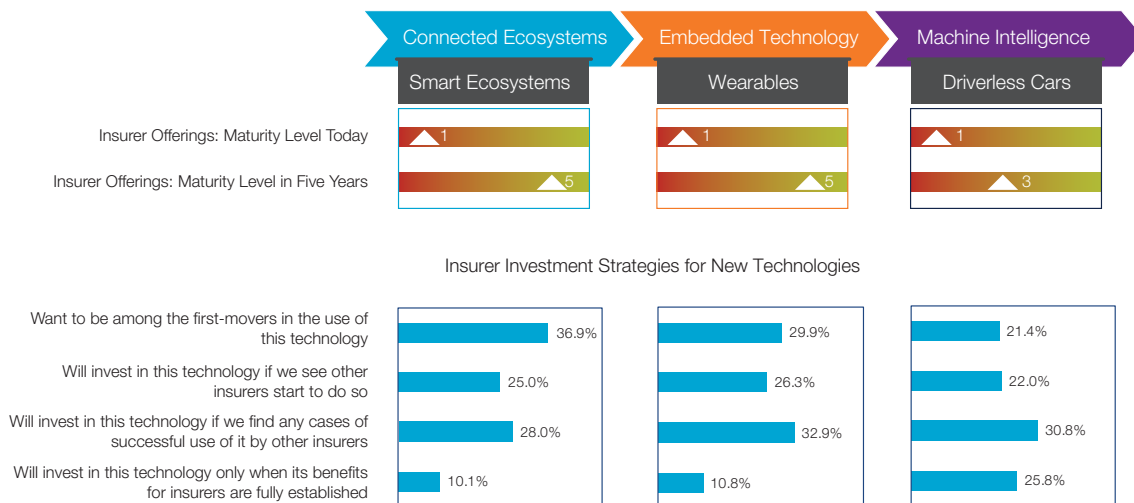 Connected Ecosystems
Embedded Technology
Machine Intelligence
Smart Ecosystems
Wearables
Driverless Cars
Insurer Offerings: Maturity Level Today
1
1
1
Insurer Offerings: Maturity Level in Five Years
5
5
3
Insurer Investment Strategies for New Technologies
Want to be among the first-movers in the use of
this technology
36.9%
29.9%
21.4%
Will invest in this technology if we see other
insurers start to do so
25.0%
26.3%
22.0%
Will invest in this technology if we find any cases of
successful use of it by other insurers
28.0%
32.9%
30.8%
Will invest in this technology only when its benefits
for insurers are fully established
10.1%
10.8%
25.8%